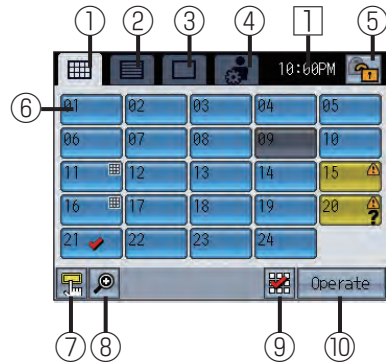 ① ② ③ ④ 1 ⑤
10:00PM
⑥ 01 02 03 04 05
06 07 08 09 10
11 12 13 14 15
16 17 18 19 20 ?
21 22 23 24
Operate
⑦ ⑧ ⑨ ⑩